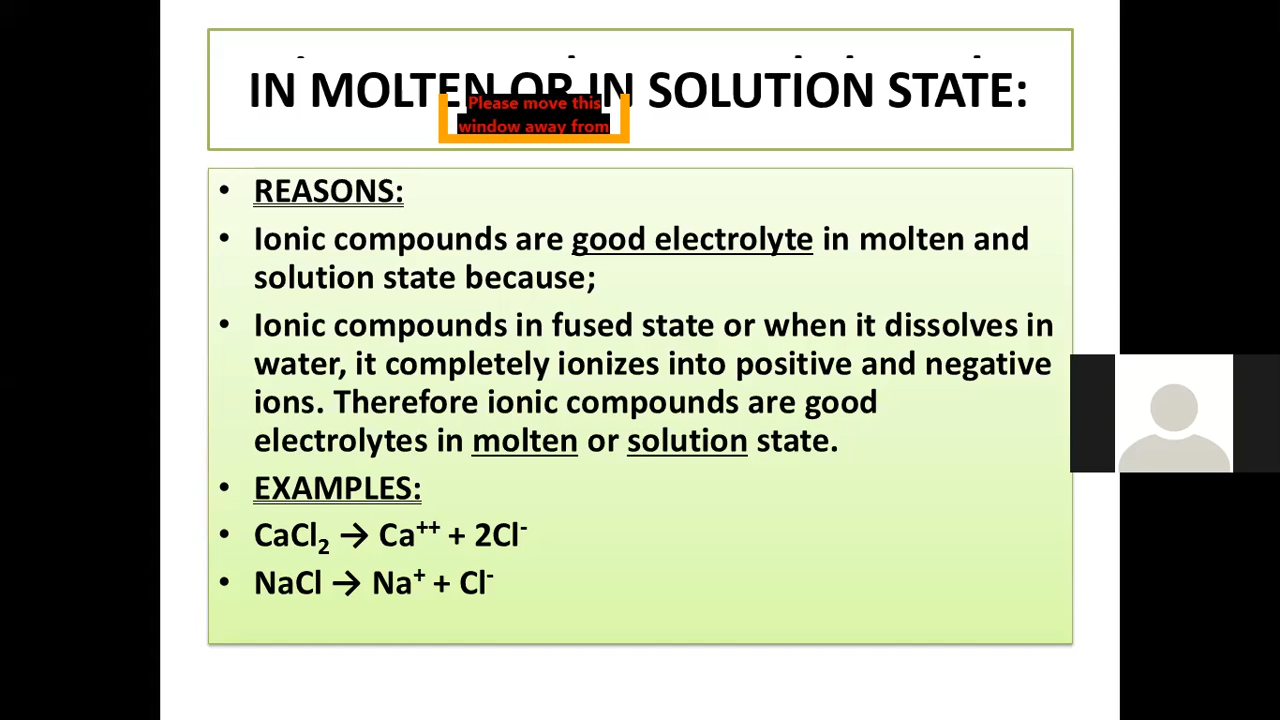 IN MOLTEN OR IN SOLUTION STATE:
Please move this
window away from
• REASONS:
• Ionic compounds are good electrolyte in molten and
solution state because;
• Ionic compounds in fused state or when it dissolves in
water, it completely ionizes into positive and negative
ions. Therefore ionic compounds are good
electrolytes in molten or solution state.
• EXAMPLES:
• CaCl₂ → Ca⁺⁺ + 2Cl⁻
• NaCl → Na⁺ + Cl⁻